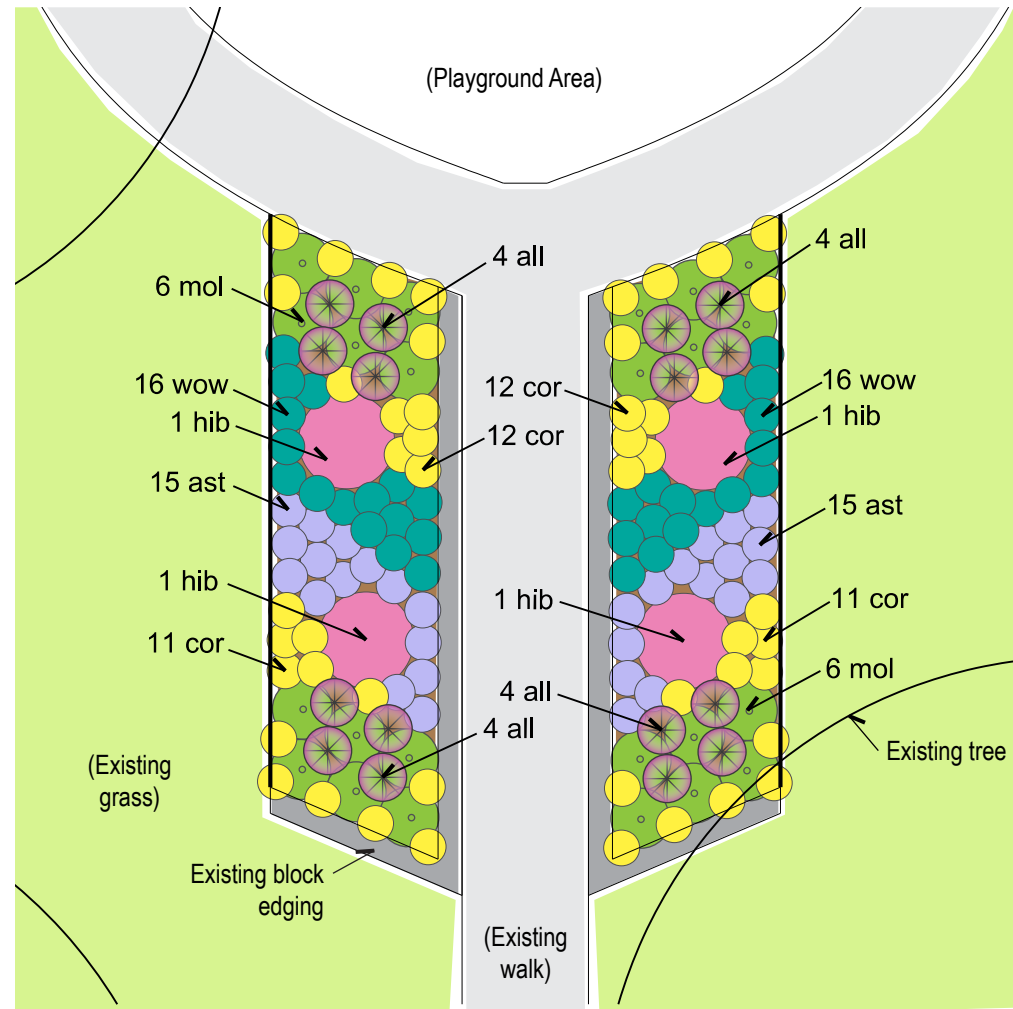 (Playground Area)
4 all
4 all
6 mol
16 wow
1 hib
12 cor
12 cor
16 wow
1 hib
15 ast
15 ast
1 hib
11 cor
1 hib
11 cor
6 mol
4 all
4 all
Existing tree
(Existing
grass)
Existing block
edging
(Existing
walk)